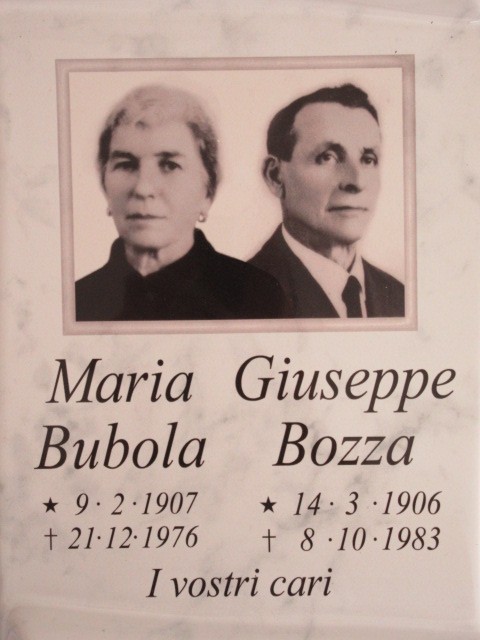 Maria Giuseppe
Bubola Bozza
★ 9·2·1907 ★ 14·3·1906
† 21·12·1976 † 8·10·1983
I vostri cari